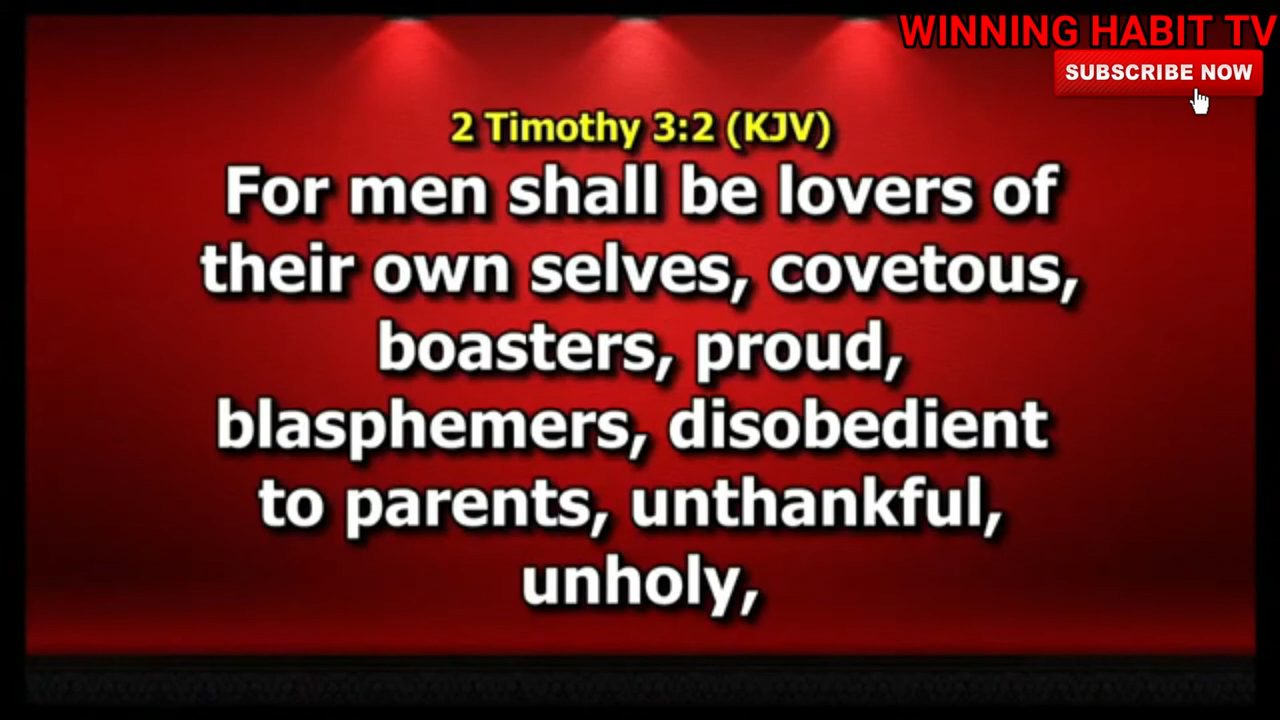 WINNING HABIT TV
SUBSCRIBE NOW
2 Timothy 3:2 (KJV)
For men shall be lovers of
their own selves, covetous,
boasters, proud,
blasphemers, disobedient
to parents, unthankful,
unholy,